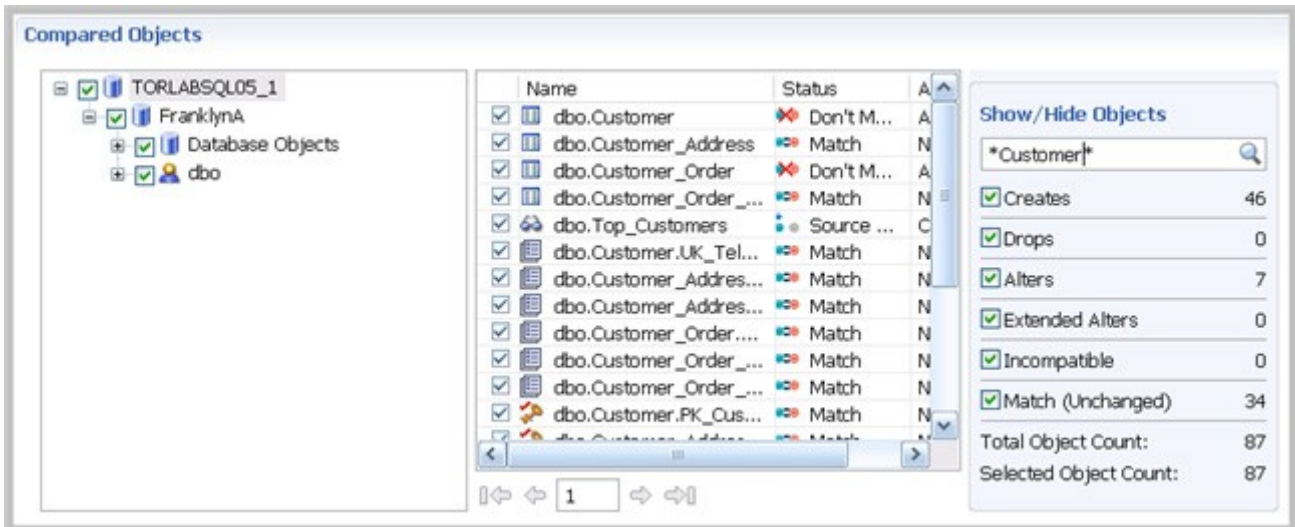 Compared Objects
TORLABSQL05_1
FranklynA
Database Objects
dbo
Name Status A
dbo.Customer Don't M... A
dbo.Customer_Address Match N
dbo.Customer_Order Don't M... A
dbo.Customer_Order_... Match N
dbo.Top_Customers Source ... C
dbo.Customer.UK_Tel... Match N
dbo.Customer_Addres... Match N
dbo.Customer_Addres... Match N
dbo.Customer_Order.... Match N
dbo.Customer_Order_... Match N
dbo.Customer_Order_... Match N
dbo.Customer.PK_Cus... Match N
1
Show/Hide Objects
*Customer*
Creates 46
Drops 0
Alters 7
Extended Alters 0
Incompatible 0
Match (Unchanged) 34
Total Object Count: 87
Selected Object Count: 87